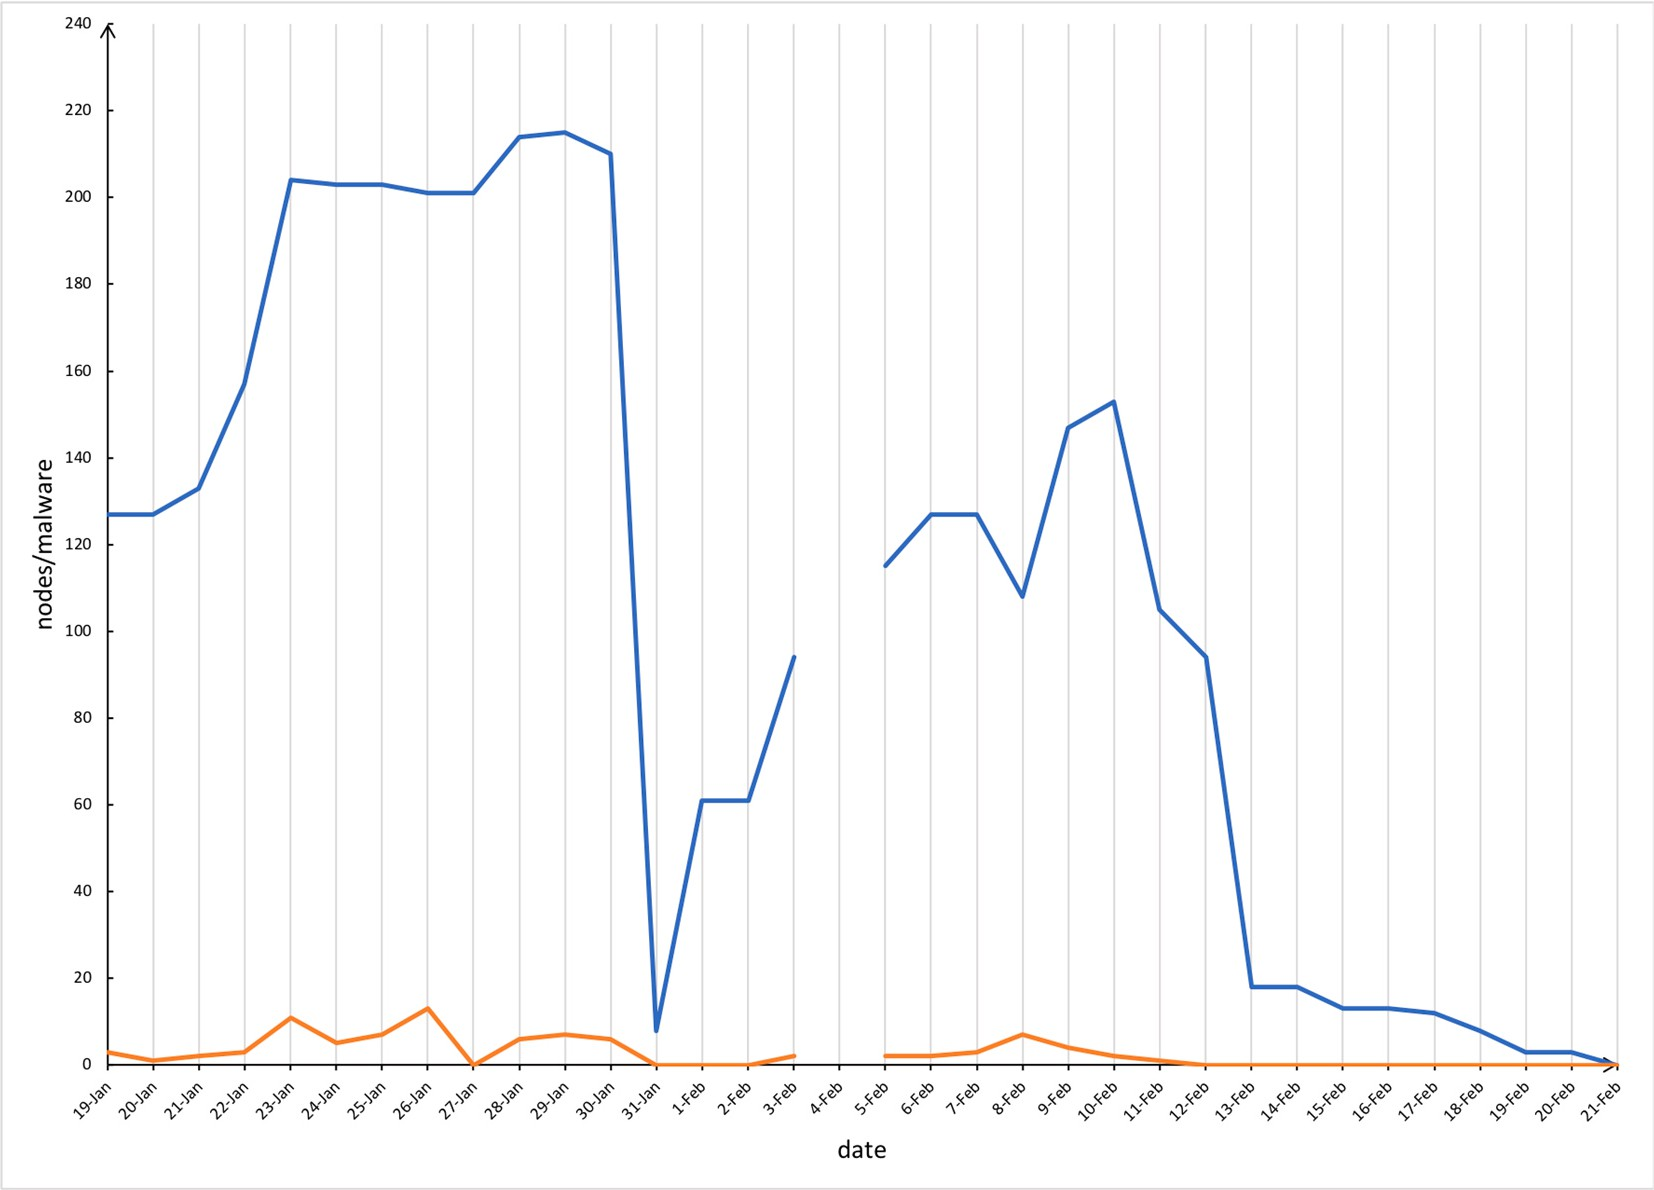 240
220
200
180
160
140
120
100
80
60
40
20
0
nodes/malware
19-Jan
20-Jan
21-Jan
22-Jan
23-Jan
24-Jan
25-Jan
26-Jan
27-Jan
28-Jan
29-Jan
30-Jan
31-Jan
1-Feb
2-Feb
3-Feb
4-Feb
5-Feb
6-Feb
7-Feb
8-Feb
9-Feb
10-Feb
11-Feb
12-Feb
13-Feb
14-Feb
15-Feb
16-Feb
17-Feb
18-Feb
19-Feb
20-Feb
21-Feb
date